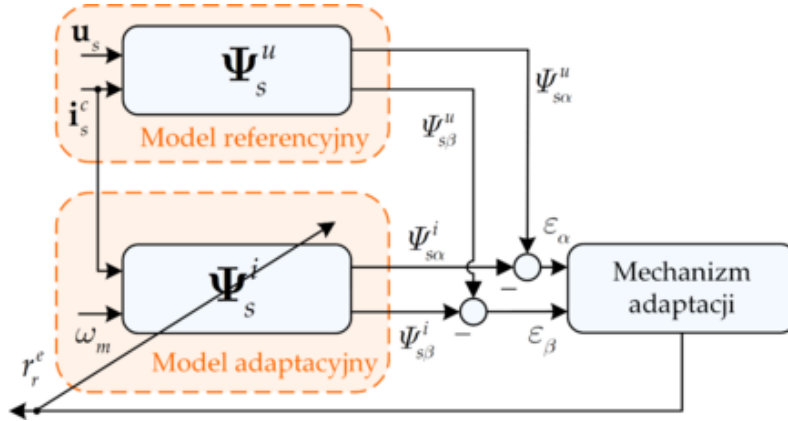 u_s
Ψ_s^u
i_s^c
Model referencyjny
Ψ_sα^u
Ψ_sβ^u
Ψ_sα^i
ε_α
Ψ_s^i
Mechanizm
adaptacji
−
−
ω_m
Ψ_sβ^i
ε_β
Model adaptacyjny
r_r^e